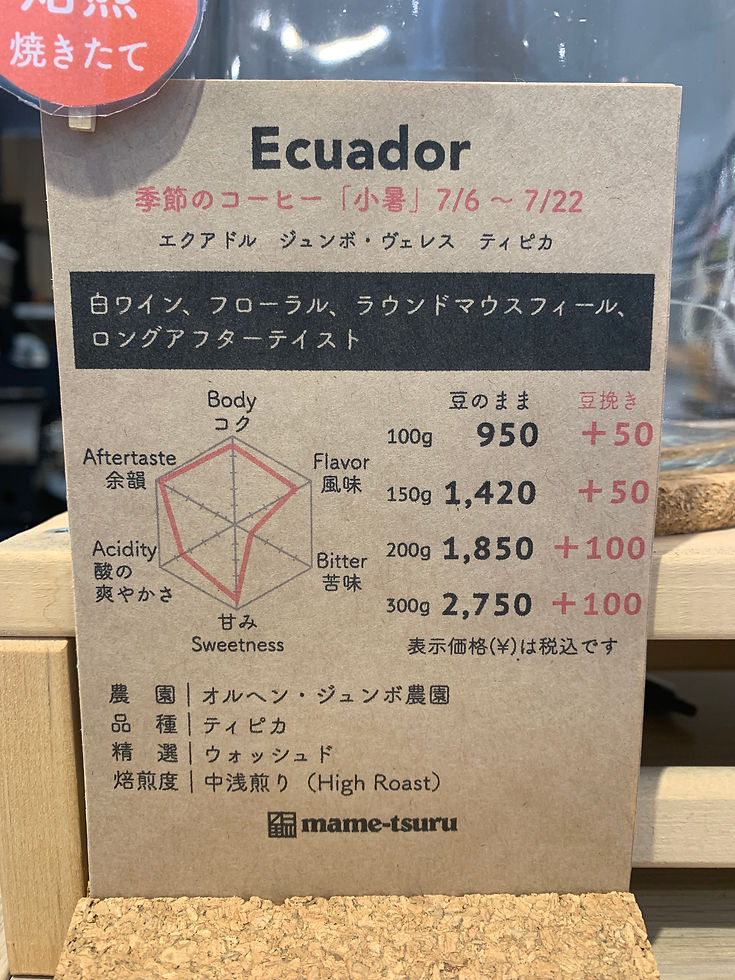 焼きたて
Ecuador
季節のコーヒー「小暑」7/6 ～ 7/22
エクアドル ジュンボ・ヴェレス ティピカ
白ワイン、フローラル、ラウンドマウスフィール、
ロングアフターテイスト
Body
コク
Flavor
風味
Bitter
苦味
甘み
Sweetness
Acidity
酸の
爽やかさ
Aftertaste
余韻
豆のまま 豆挽き
100g 950 ＋50
150g 1,420 ＋50
200g 1,850 ＋100
300g 2,750 ＋100
表示価格(¥)は税込です
農 園｜オルヘン・ジュンボ農園
品 種｜ティピカ
精 選｜ウォッシュド
焙煎度｜中浅煎り（High Roast）
mame-tsuru